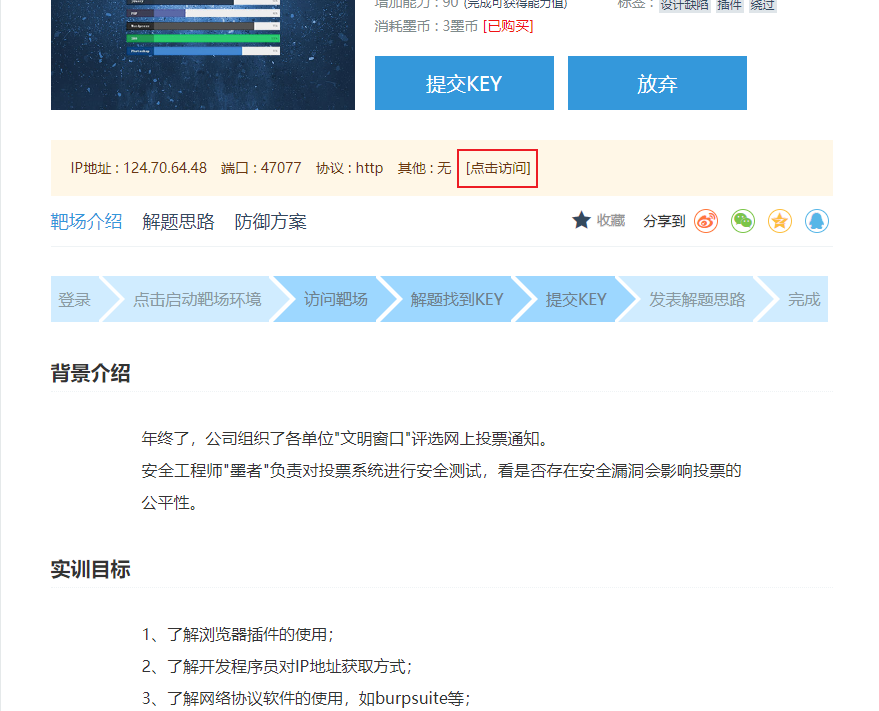 增加能力 : 90 (完成可获得能力值) 标签 : 设计缺陷 插件 绕过
消耗墨币 : 3墨币 [已购买]
提交KEY 放弃
IP地址 : 124.70.64.48 端口 : 47077 协议 : http 其他 : 无 [点击访问]
靶场介绍 解题思路 防御方案 收藏 分享到
登录 点击启动靶场环境 访问靶场 解题找到KEY 提交KEY 发表解题思路 完成
背景介绍
年终了，公司组织了各单位"文明窗口"评选网上投票通知。
安全工程师"墨者"负责对投票系统进行安全测试，看是否存在安全漏洞会影响投票的
公平性。
实训目标
1、了解浏览器插件的使用；
2、了解开发程序员对IP地址获取方式；
3、了解网络协议软件的使用，如burpsuite等；